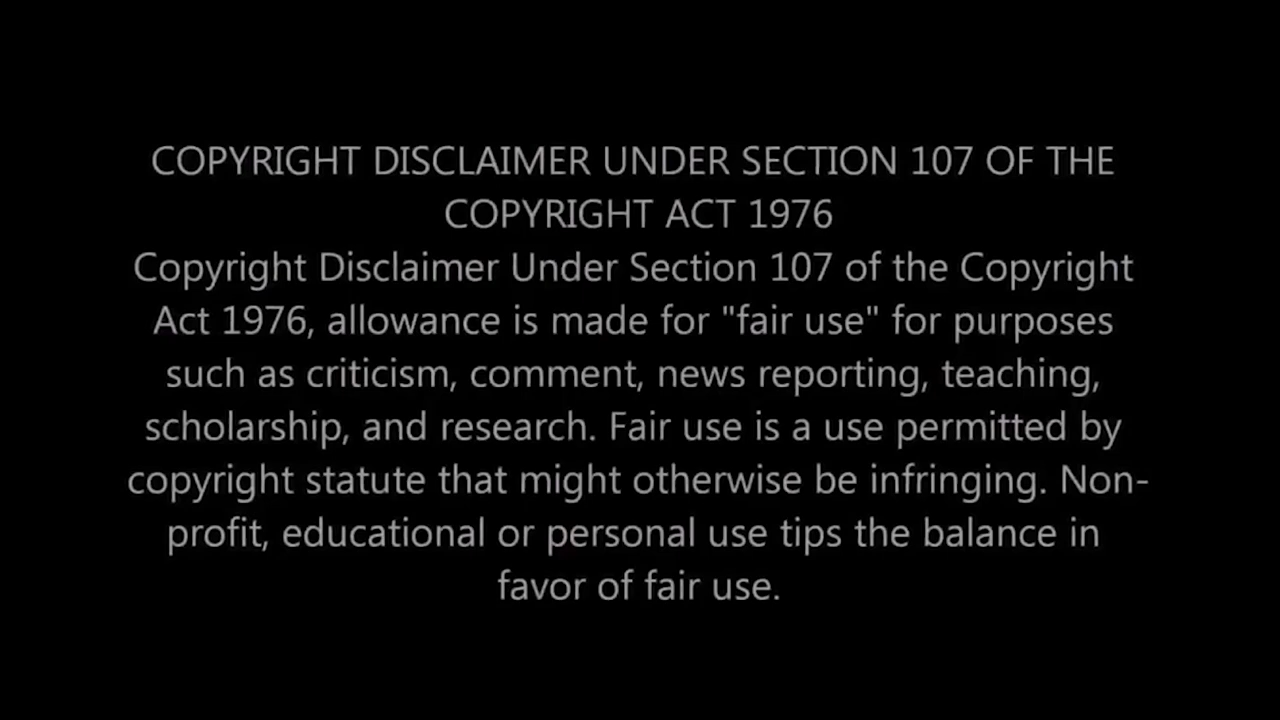 COPYRIGHT DISCLAIMER UNDER SECTION 107 OF THE
COPYRIGHT ACT 1976
Copyright Disclaimer Under Section 107 of the Copyright
Act 1976, allowance is made for "fair use" for purposes
such as criticism, comment, news reporting, teaching,
scholarship, and research. Fair use is a use permitted by
copyright statute that might otherwise be infringing. Non-
profit, educational or personal use tips the balance in
favor of fair use.